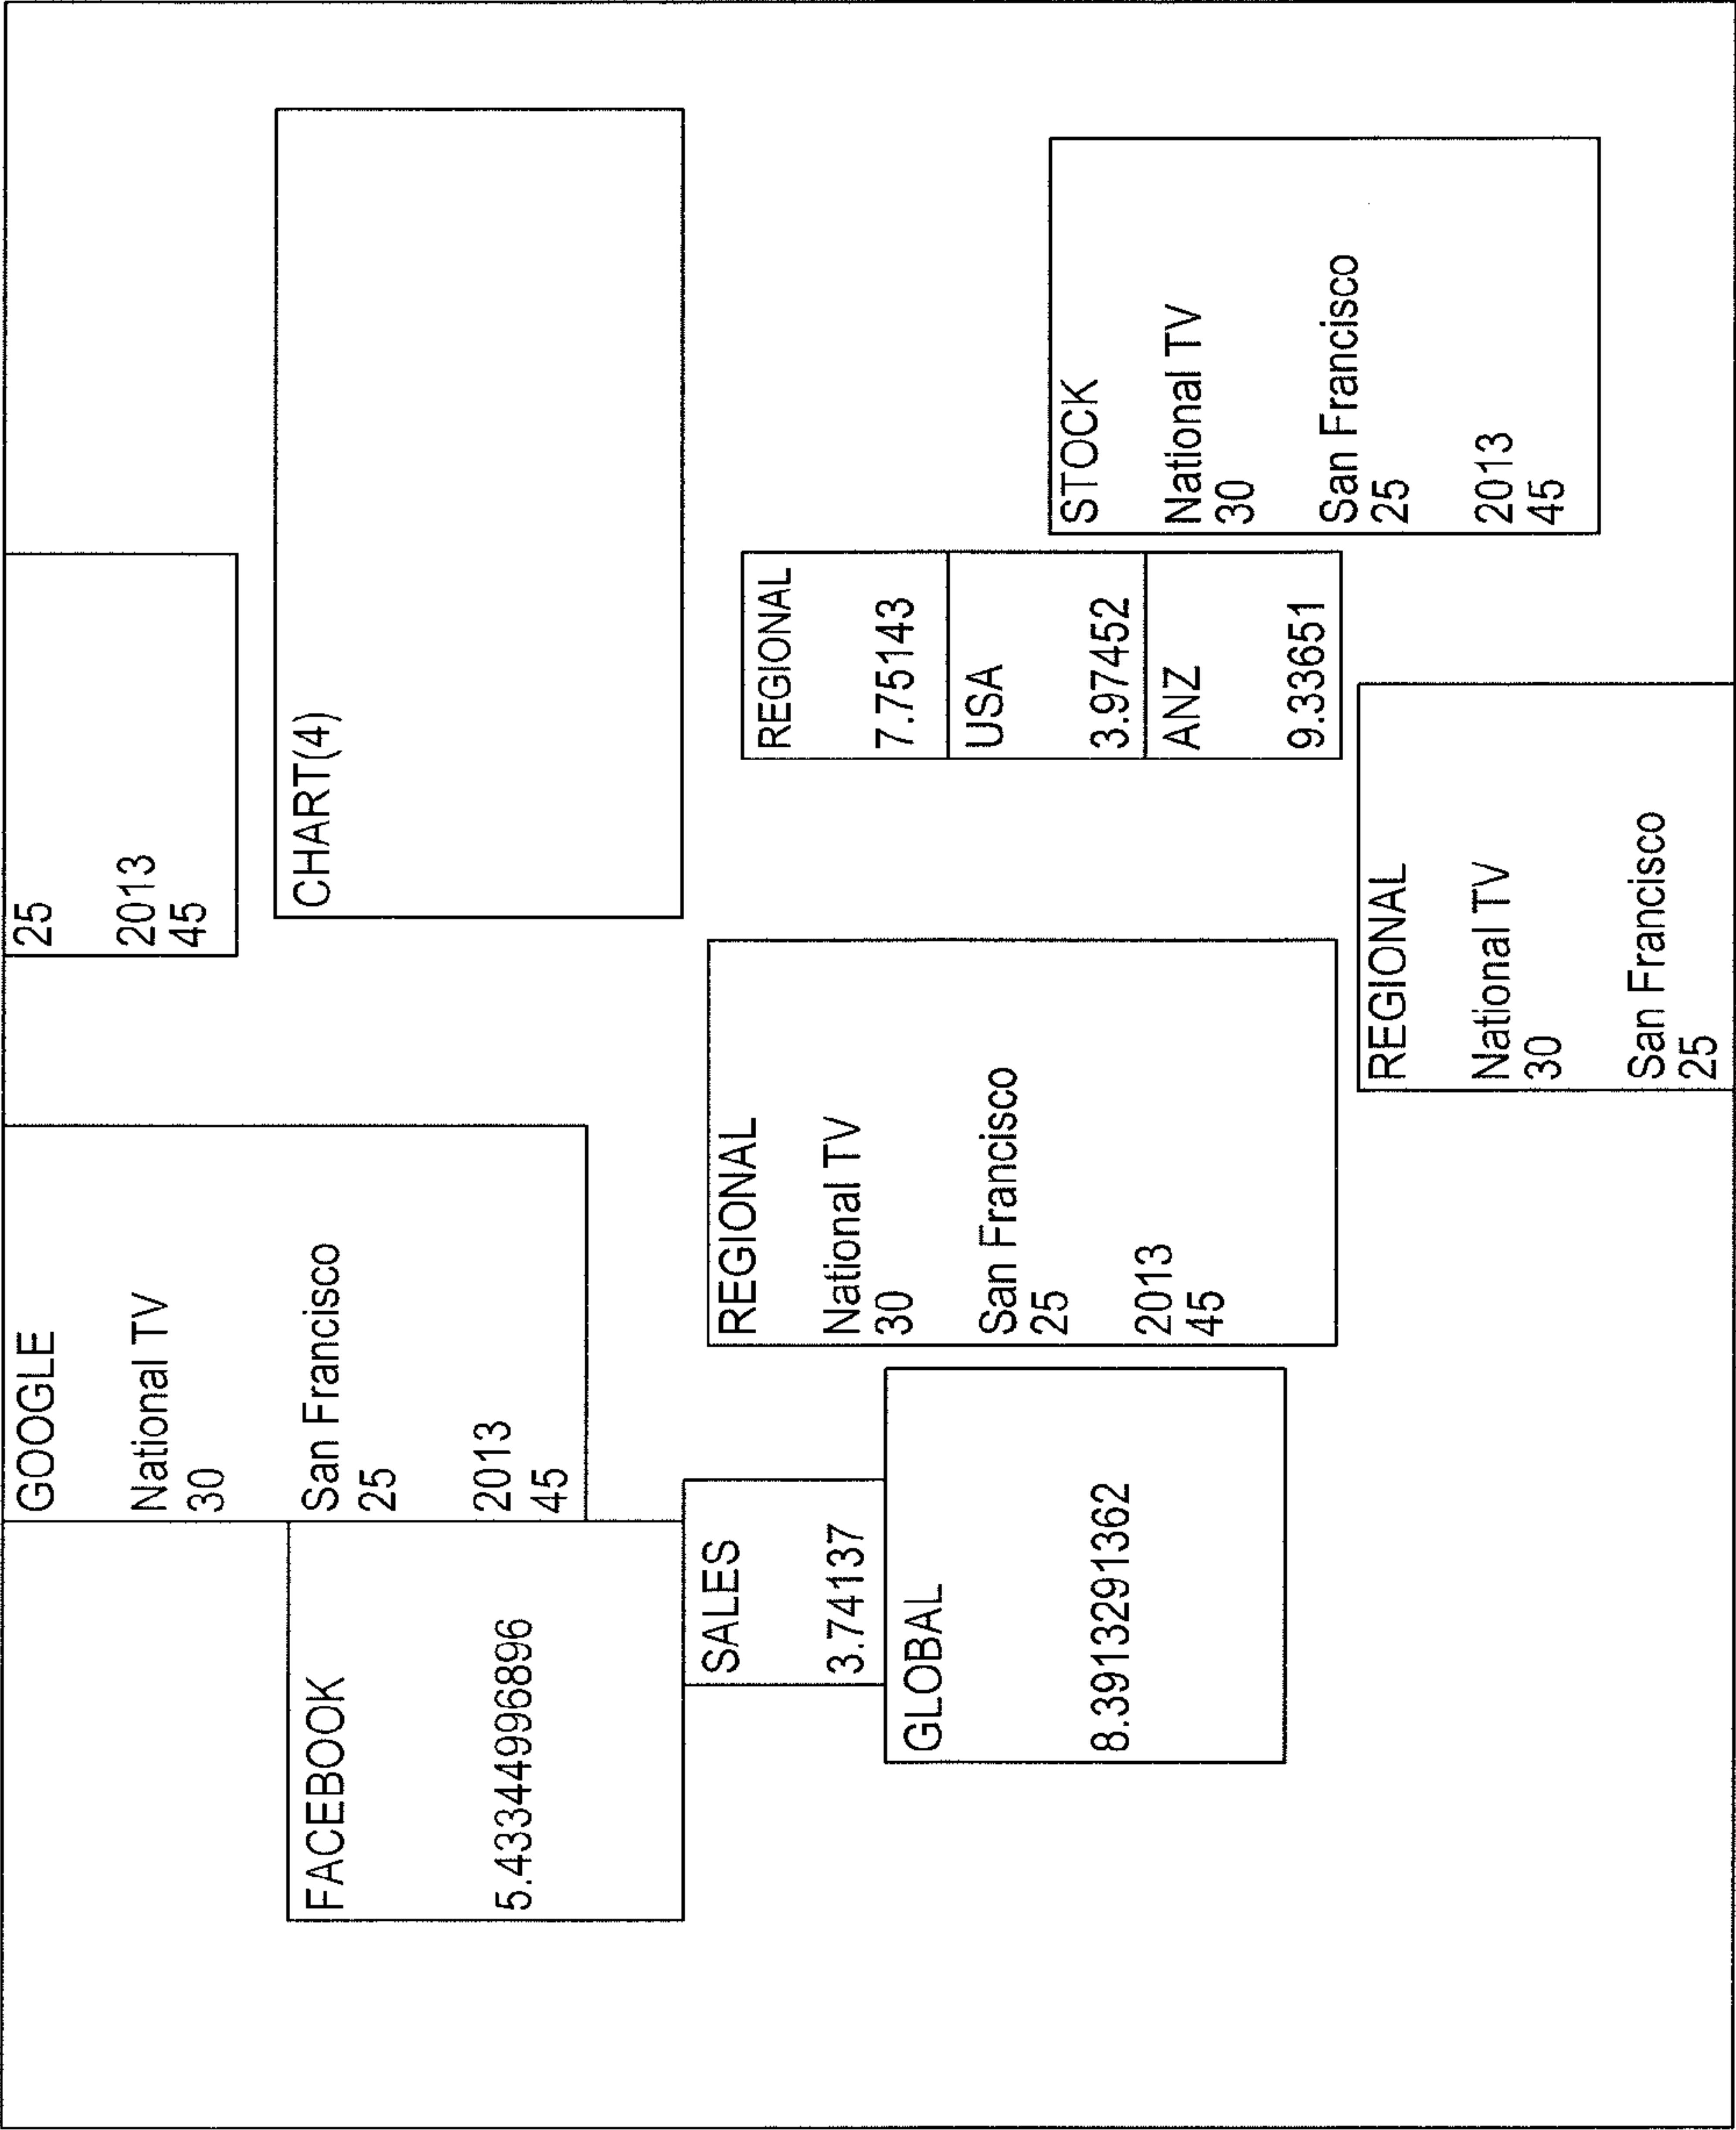 GOOGLE
National TV
30
San Francisco
25
2013
45
25
2013
45
FACEBOOK
5.43344996896
CHART(4)
SALES
3.74137
GLOBAL
8.3913291362
REGIONAL
National TV
30
San Francisco
25
2013
45
REGIONAL
7.75143
USA
3.97452
ANZ
9.33651
STOCK
National TV
30
San Francisco
25
2013
45
REGIONAL
National TV
30
San Francisco
25